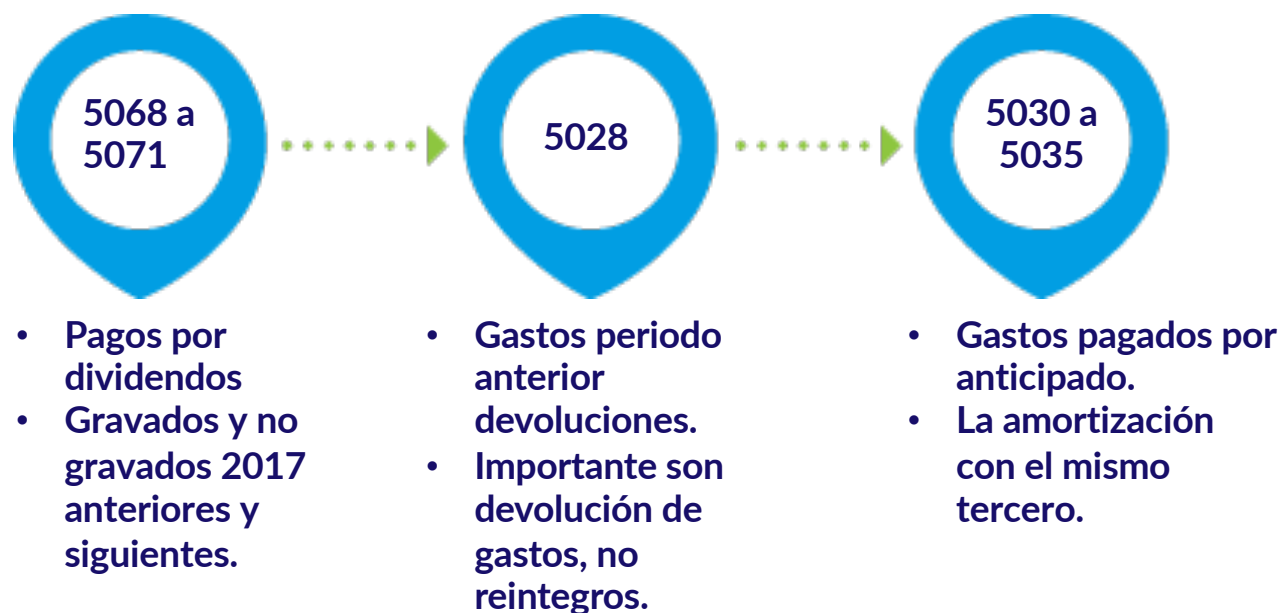 5068 a
5071
5028
5030 a
5035
• Pagos por
dividendos
• Gravados y no
gravados 2017
anteriores y
siguientes.
• Gastos periodo
anterior
devoluciones.
• Importante son
devolución de
gastos, no
reintegros.
• Gastos pagados por
anticipado.
• La amortización
con el mismo
tercero.